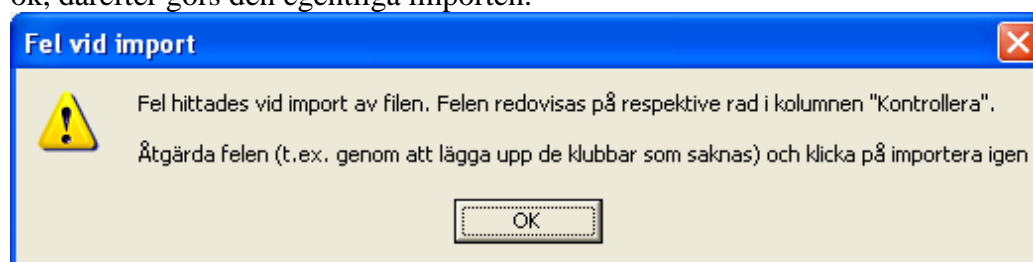 ok, därefter görs den egentliga importen.
Fel vid import
Fel hittades vid import av filen. Felen redovisas på respektive rad i kolumnen "Kontrollera".
Åtgärda felen (t.ex. genom att lägga upp de klubbar som saknas) och klicka på importera igen
OK